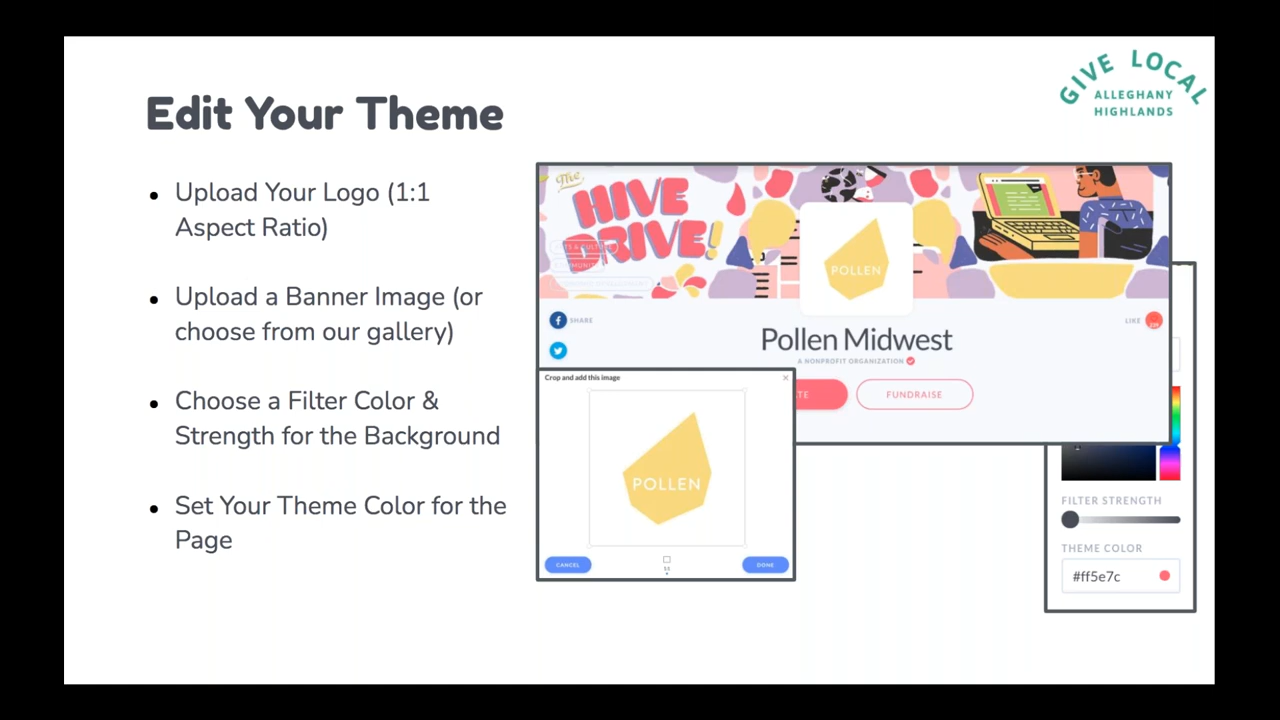 GIVE LOCAL
ALLEGHANY
HIGHLANDS
Edit Your Theme
• Upload Your Logo (1:1
Aspect Ratio)
• Upload a Banner Image (or
choose from our gallery)
• Choose a Filter Color &
Strength for the Background
• Set Your Theme Color for the
Page
The
HIVE
DRIVE!
POLLEN
SHARE
LIKE
Pollen Midwest
A NONPROFIT ORGANIZATION
FUNDRAISE
Crop and add this image
POLLEN
CANCEL
1:1
DONE
FILTER STRENGTH
THEME COLOR
#ff5e7c